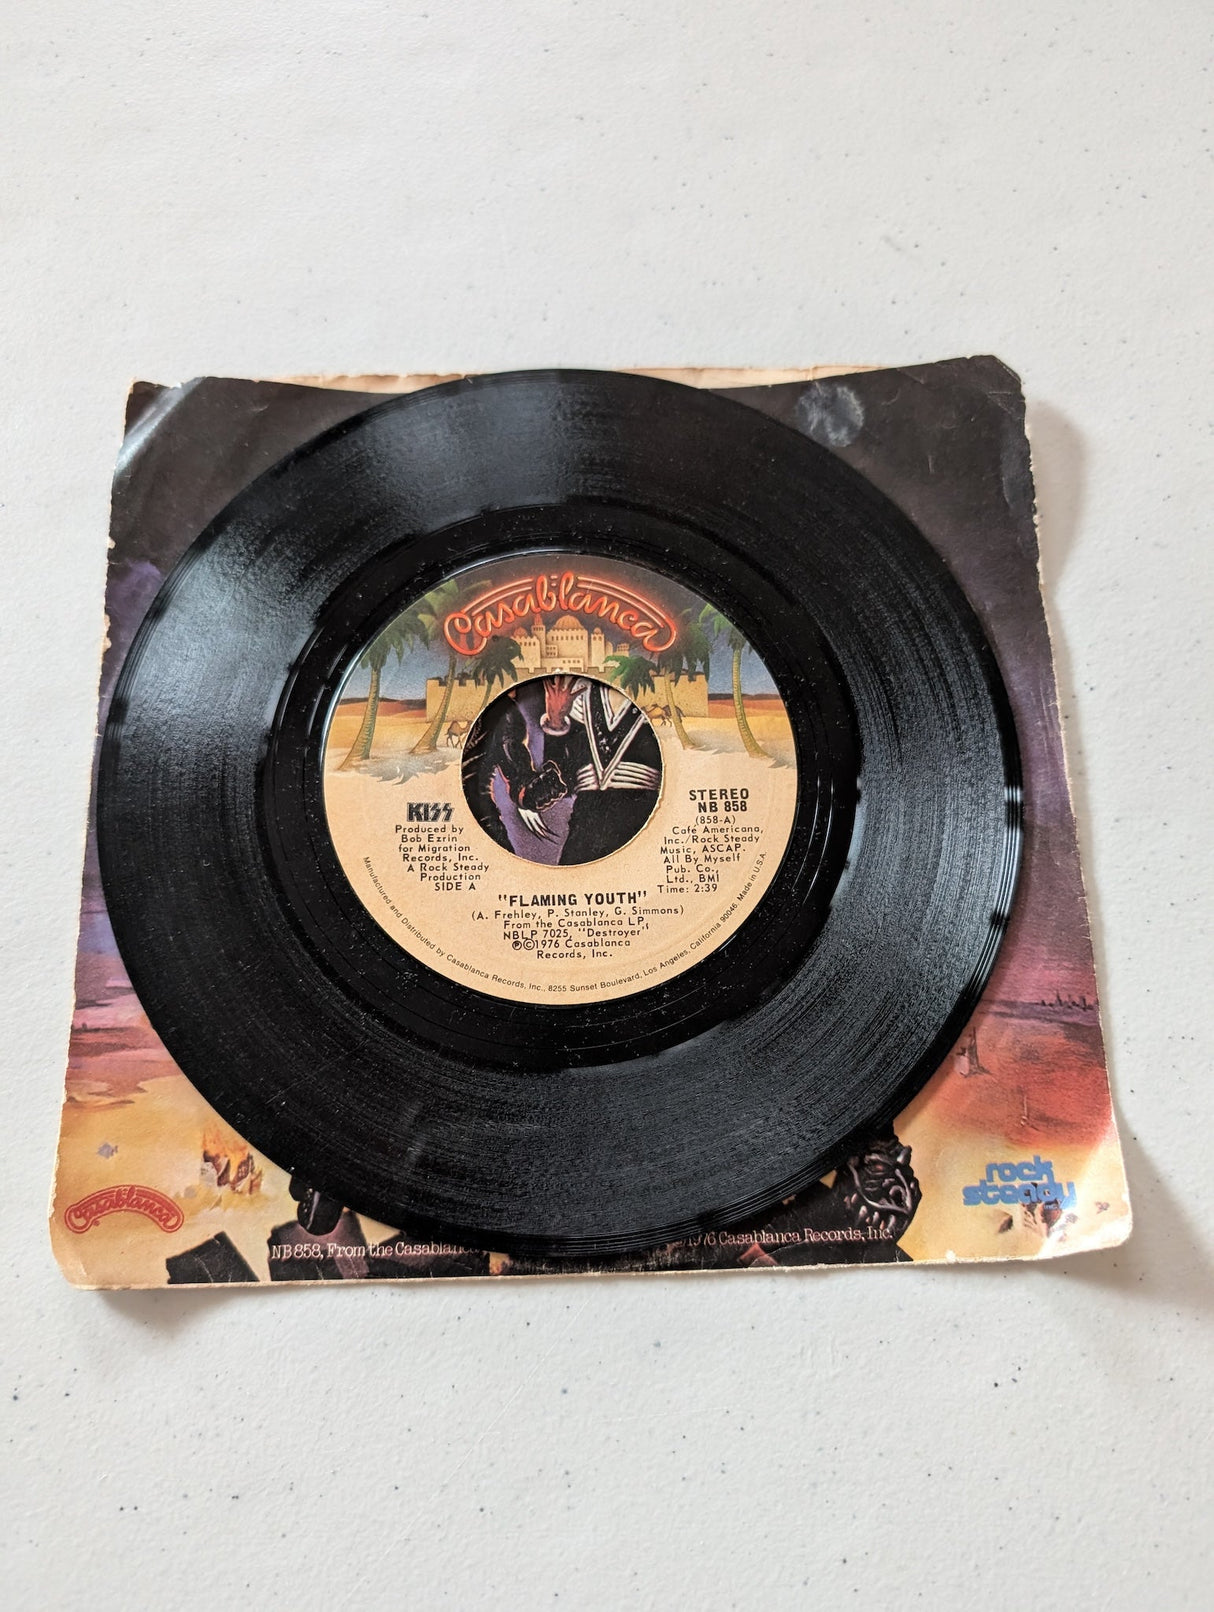 Casablanca
KISS
Produced by
Bob Ezrin
for Migration
Records, Inc.
A Rock Steady
Production
SIDE A
STEREO
NB 858
(858-A)
Café Americana,
Inc./Rock Steady
Music, ASCAP-
All By Myself
Pub. Co.,
Ltd., BMI
Time: 2:39
"FLAMING YOUTH"
(A. Frehley, P. Stanley, G. Simmons)
From the Casablanca LP,
NBLP 7025, "Destroyer"
℗©1976 Casablanca
Records, Inc.
Manufactured and Distributed by Casablanca Records, Inc., 8255 Sunset Boulevard, Los Angeles, California 90046. Made in U.S.A.
Casablanca
rock
steady
NB 858, From the Casablanca
1976 Casablanca Records, Inc.